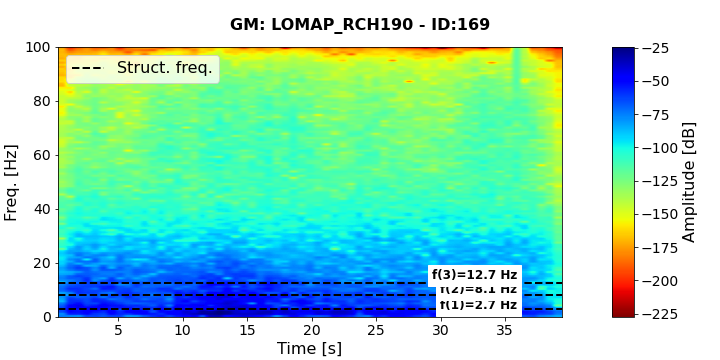 GM: LOMAP_RCH190 - ID:169
Freq. [Hz]
100
80
60
40
20
0
Struct. freq.
f(3)=12.7 Hz
f(2)=8.1 Hz
f(1)=2.7 Hz
5 10 15 20 25 30 35
Time [s]
−25
−50
−75
−100
−125
−150
−175
−200
−225
Amplitude [dB]